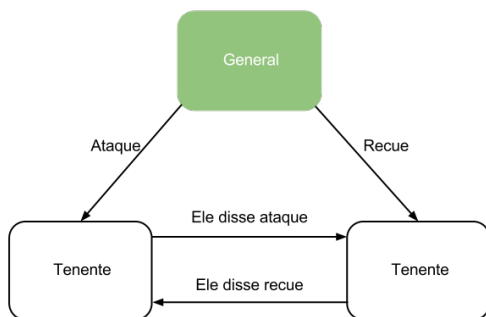 General
Ataque
Recue
Ele disse ataque
Tenente
Tenente
Ele disse recue